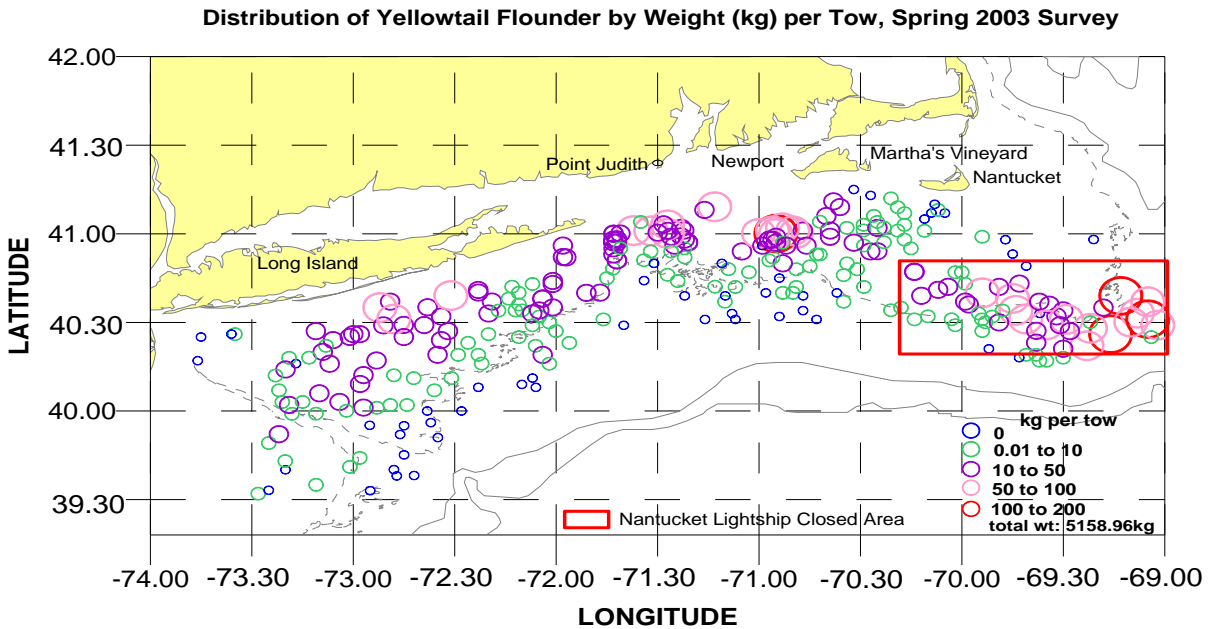 Distribution of Yellowtail Flounder by Weight (kg) per Tow, Spring 2003 Survey
42.00
41.30
41.00
40.30
40.00
39.30
LATITUDE
Point Judith
Newport
Martha's Vineyard
Nantucket
Long Island
kg per tow
0
0.01 to 10
10 to 50
50 to 100
100 to 200
total wt: 5158.96kg
Nantucket Lightship Closed Area
-74.00 -73.30 -73.00 -72.30 -72.00 -71.30 -71.00 -70.30 -70.00 -69.30 -69.00
LONGITUDE